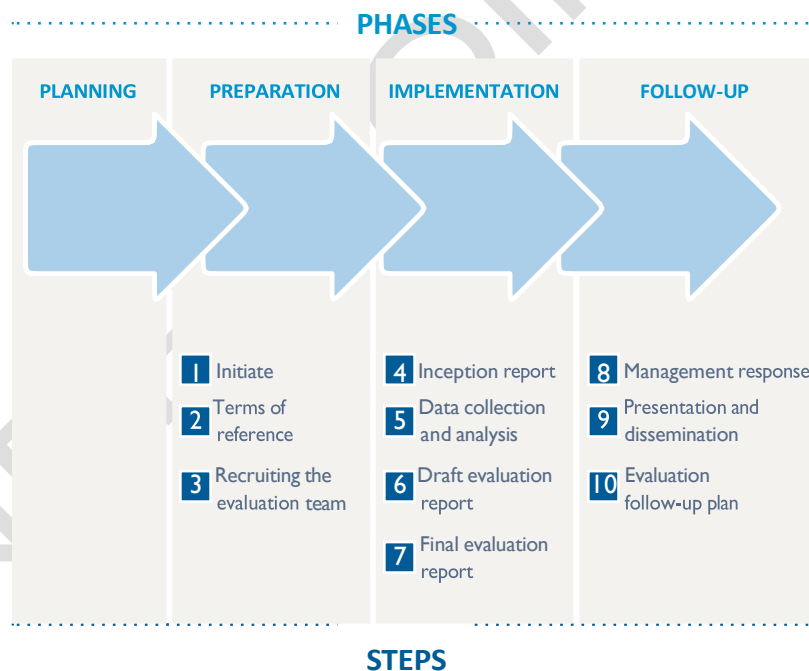 PHASES
PLANNING
PREPARATION
IMPLEMENTATION
FOLLOW-UP
1 Initiate
2 Terms of
reference
3 Recruiting the
evaluation team
4 Inception report
5 Data collection
and analysis
6 Draft evaluation
report
7 Final evaluation
report
8 Management response
9 Presentation and
dissemination
10 Evaluation
follow-up plan
STEPS